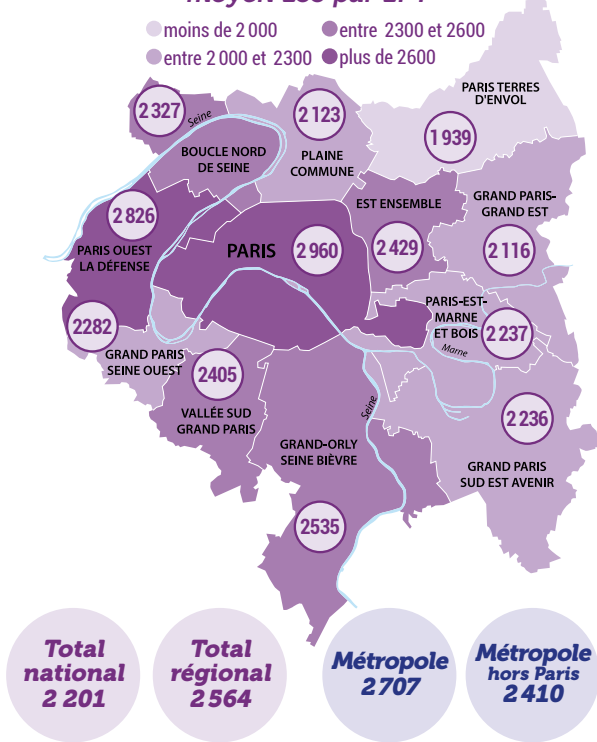 moins de 2 000
entre 2300 et 2600
entre 2 000 et 2300
plus de 2600
PARIS TERRES
D'ENVOL
1 939
2 327
Seine
2 123
BOUCLE NORD
DE SEINE
PLAINE
COMMUNE
EST ENSEMBLE
2 429
GRAND PARIS-
GRAND EST
2 116
2 826
PARIS OUEST
LA DÉFENSE
PARIS
2 960
PARIS-EST-
MARNE
ET BOIS
2 237
Marne
2282
GRAND PARIS
SEINE OUEST
2405
VALLÉE SUD
GRAND PARIS
Seine
2 236
GRAND-ORLY
SEINE BIÈVRE
GRAND PARIS
SUD EST AVENIR
2535
Total
national
2 201
Total
régional
2 564
Métropole
2 707
Métropole
hors Paris
2 410